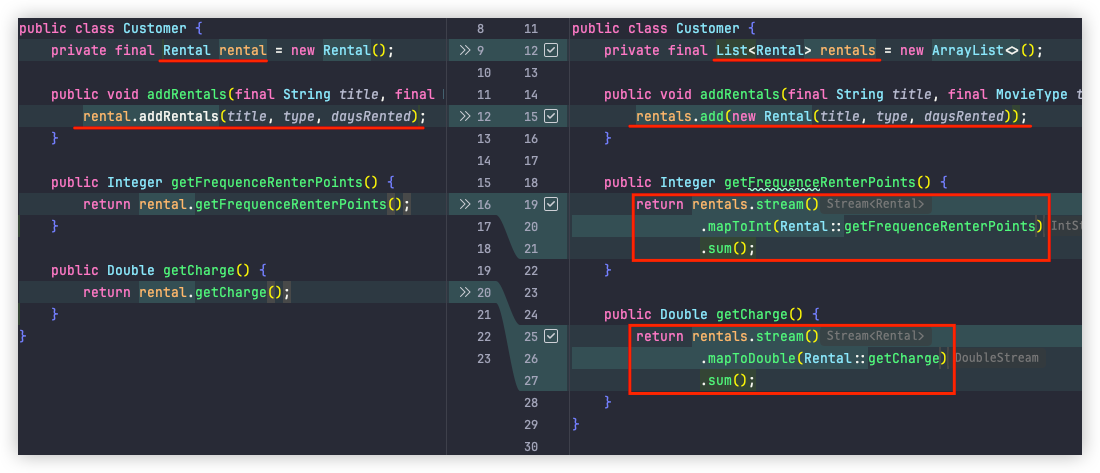 public class Customer {
private final Rental rental = new Rental();
public void addRentals(final String title, final
rental.addRentals(title, type, daysRented);
}
public Integer getFrequenceRenterPoints() {
return rental.getFrequenceRenterPoints();
}
public Double getCharge() {
return rental.getCharge();
}
}
8 11
9 12
10 13
11 14
12 15
13 16
14 17
15 18
16 19
17 20
18 21
19 22
20 23
21 24
22 25
23 26
27
28
29
30
public class Customer {
private final List<Rental> rentals = new ArrayList<>();
public void addRentals(final String title, final MovieType t
rentals.add(new Rental(title, type, daysRented));
}
public Integer getFrequenceRenterPoints() {
return rentals.stream() Stream<Rental>
.mapToInt(Rental::getFrequenceRenterPoints) IntSt
.sum();
}
public Double getCharge() {
return rentals.stream() Stream<Rental>
.mapToDouble(Rental::getCharge) DoubleStream
.sum();
}
}